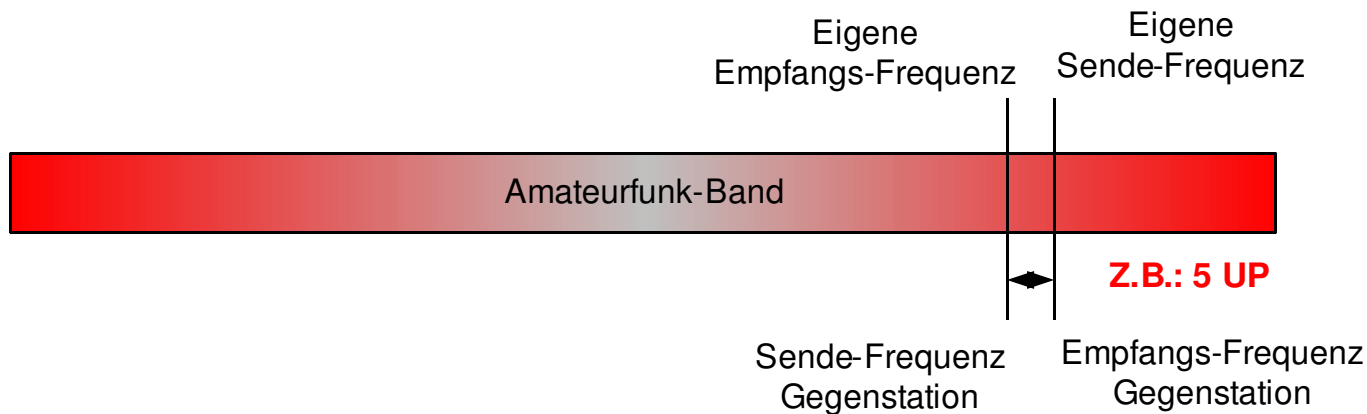 Eigene
Empfangs-Frequenz
Eigene
Sende-Frequenz
Amateurfunk-Band
Z.B.: 5 UP
Sende-Frequenz
Gegenstation
Empfangs-Frequenz
Gegenstation